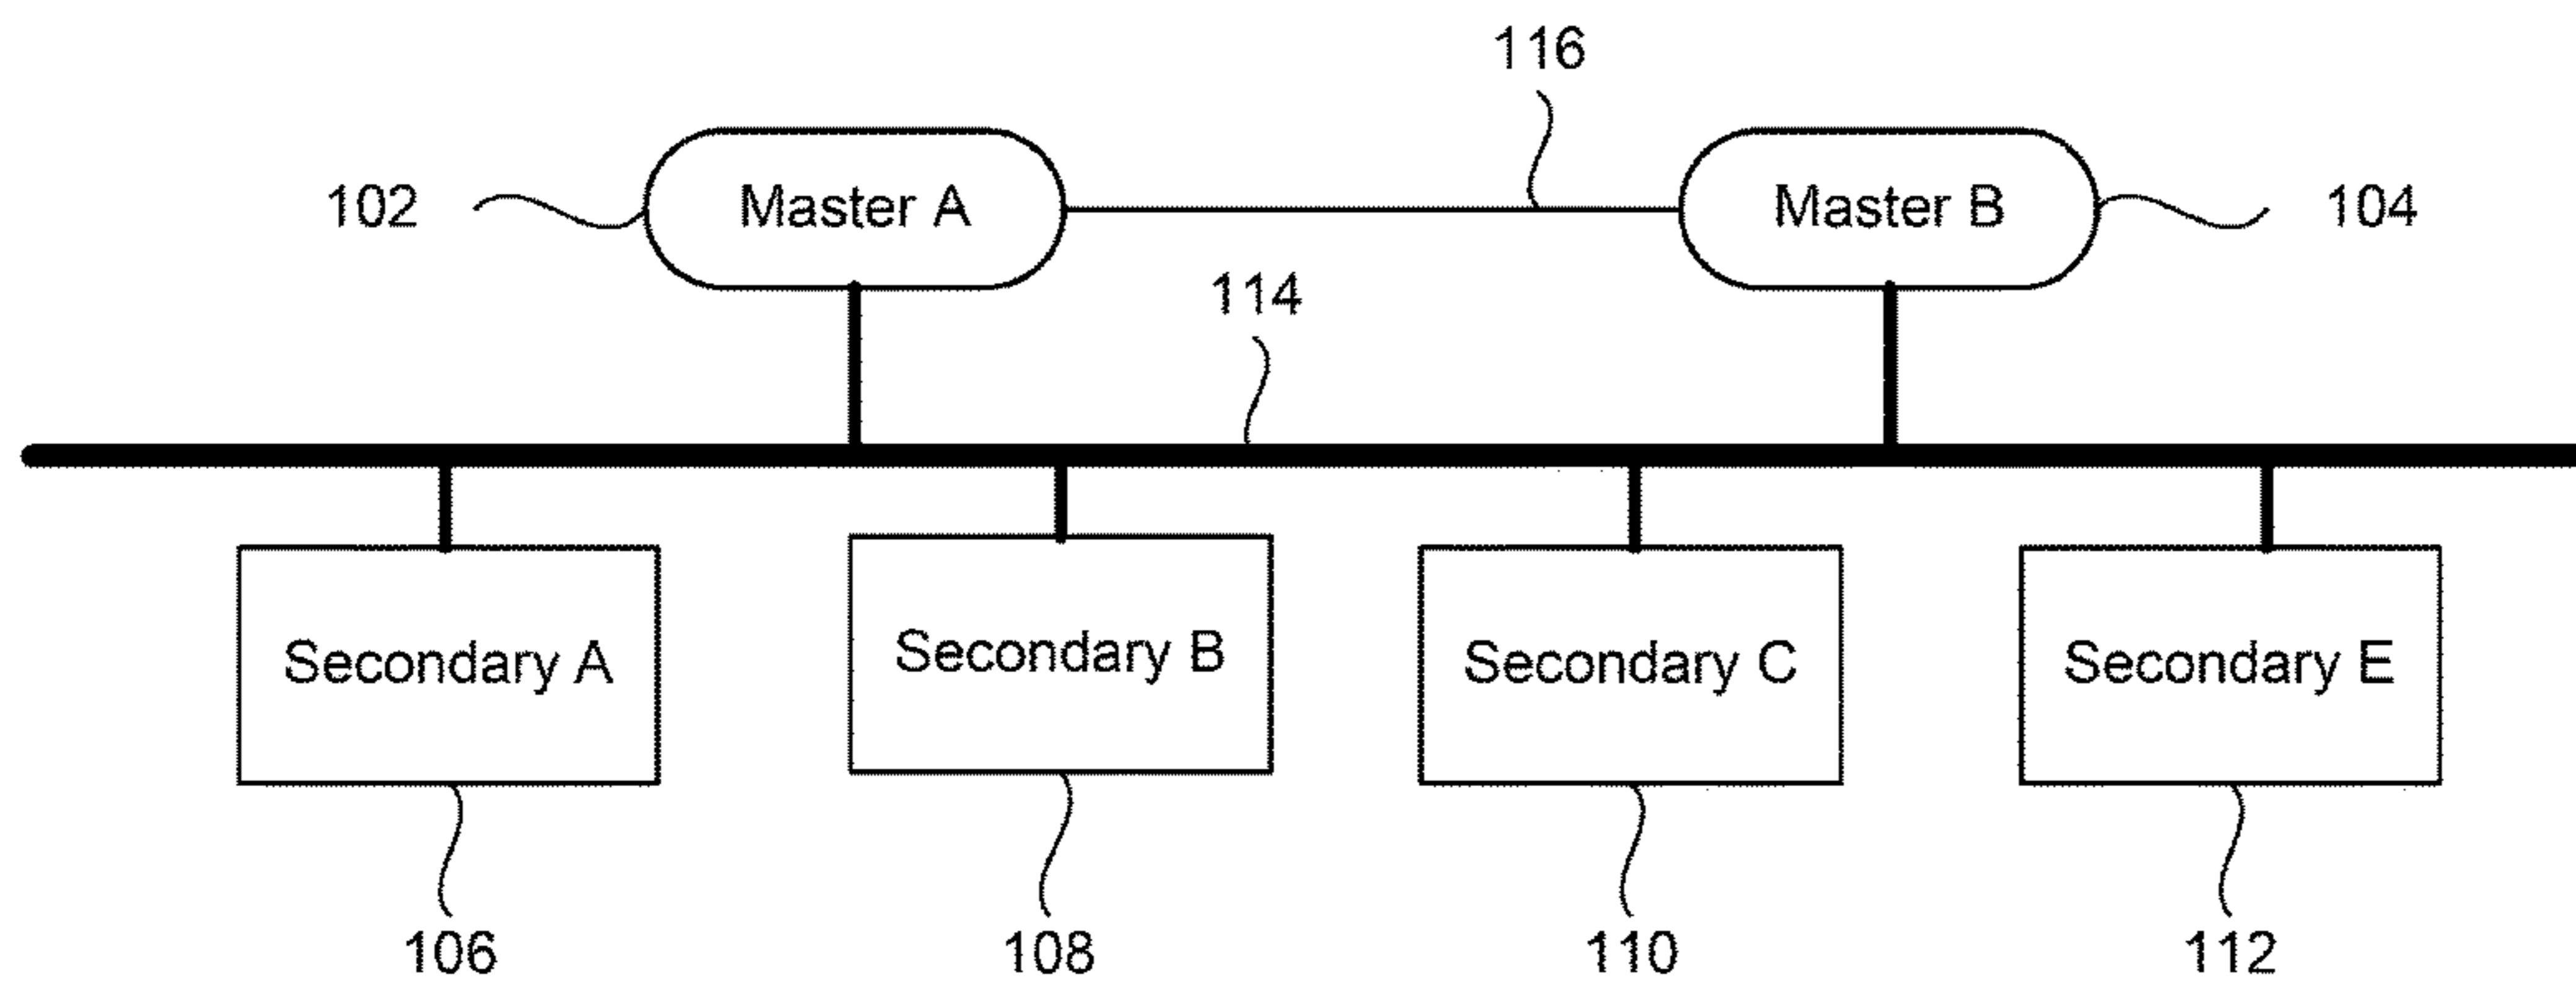 116
102
Master A
Master B
104
114
Secondary A
Secondary B
Secondary C
Secondary E
106
108
110
112